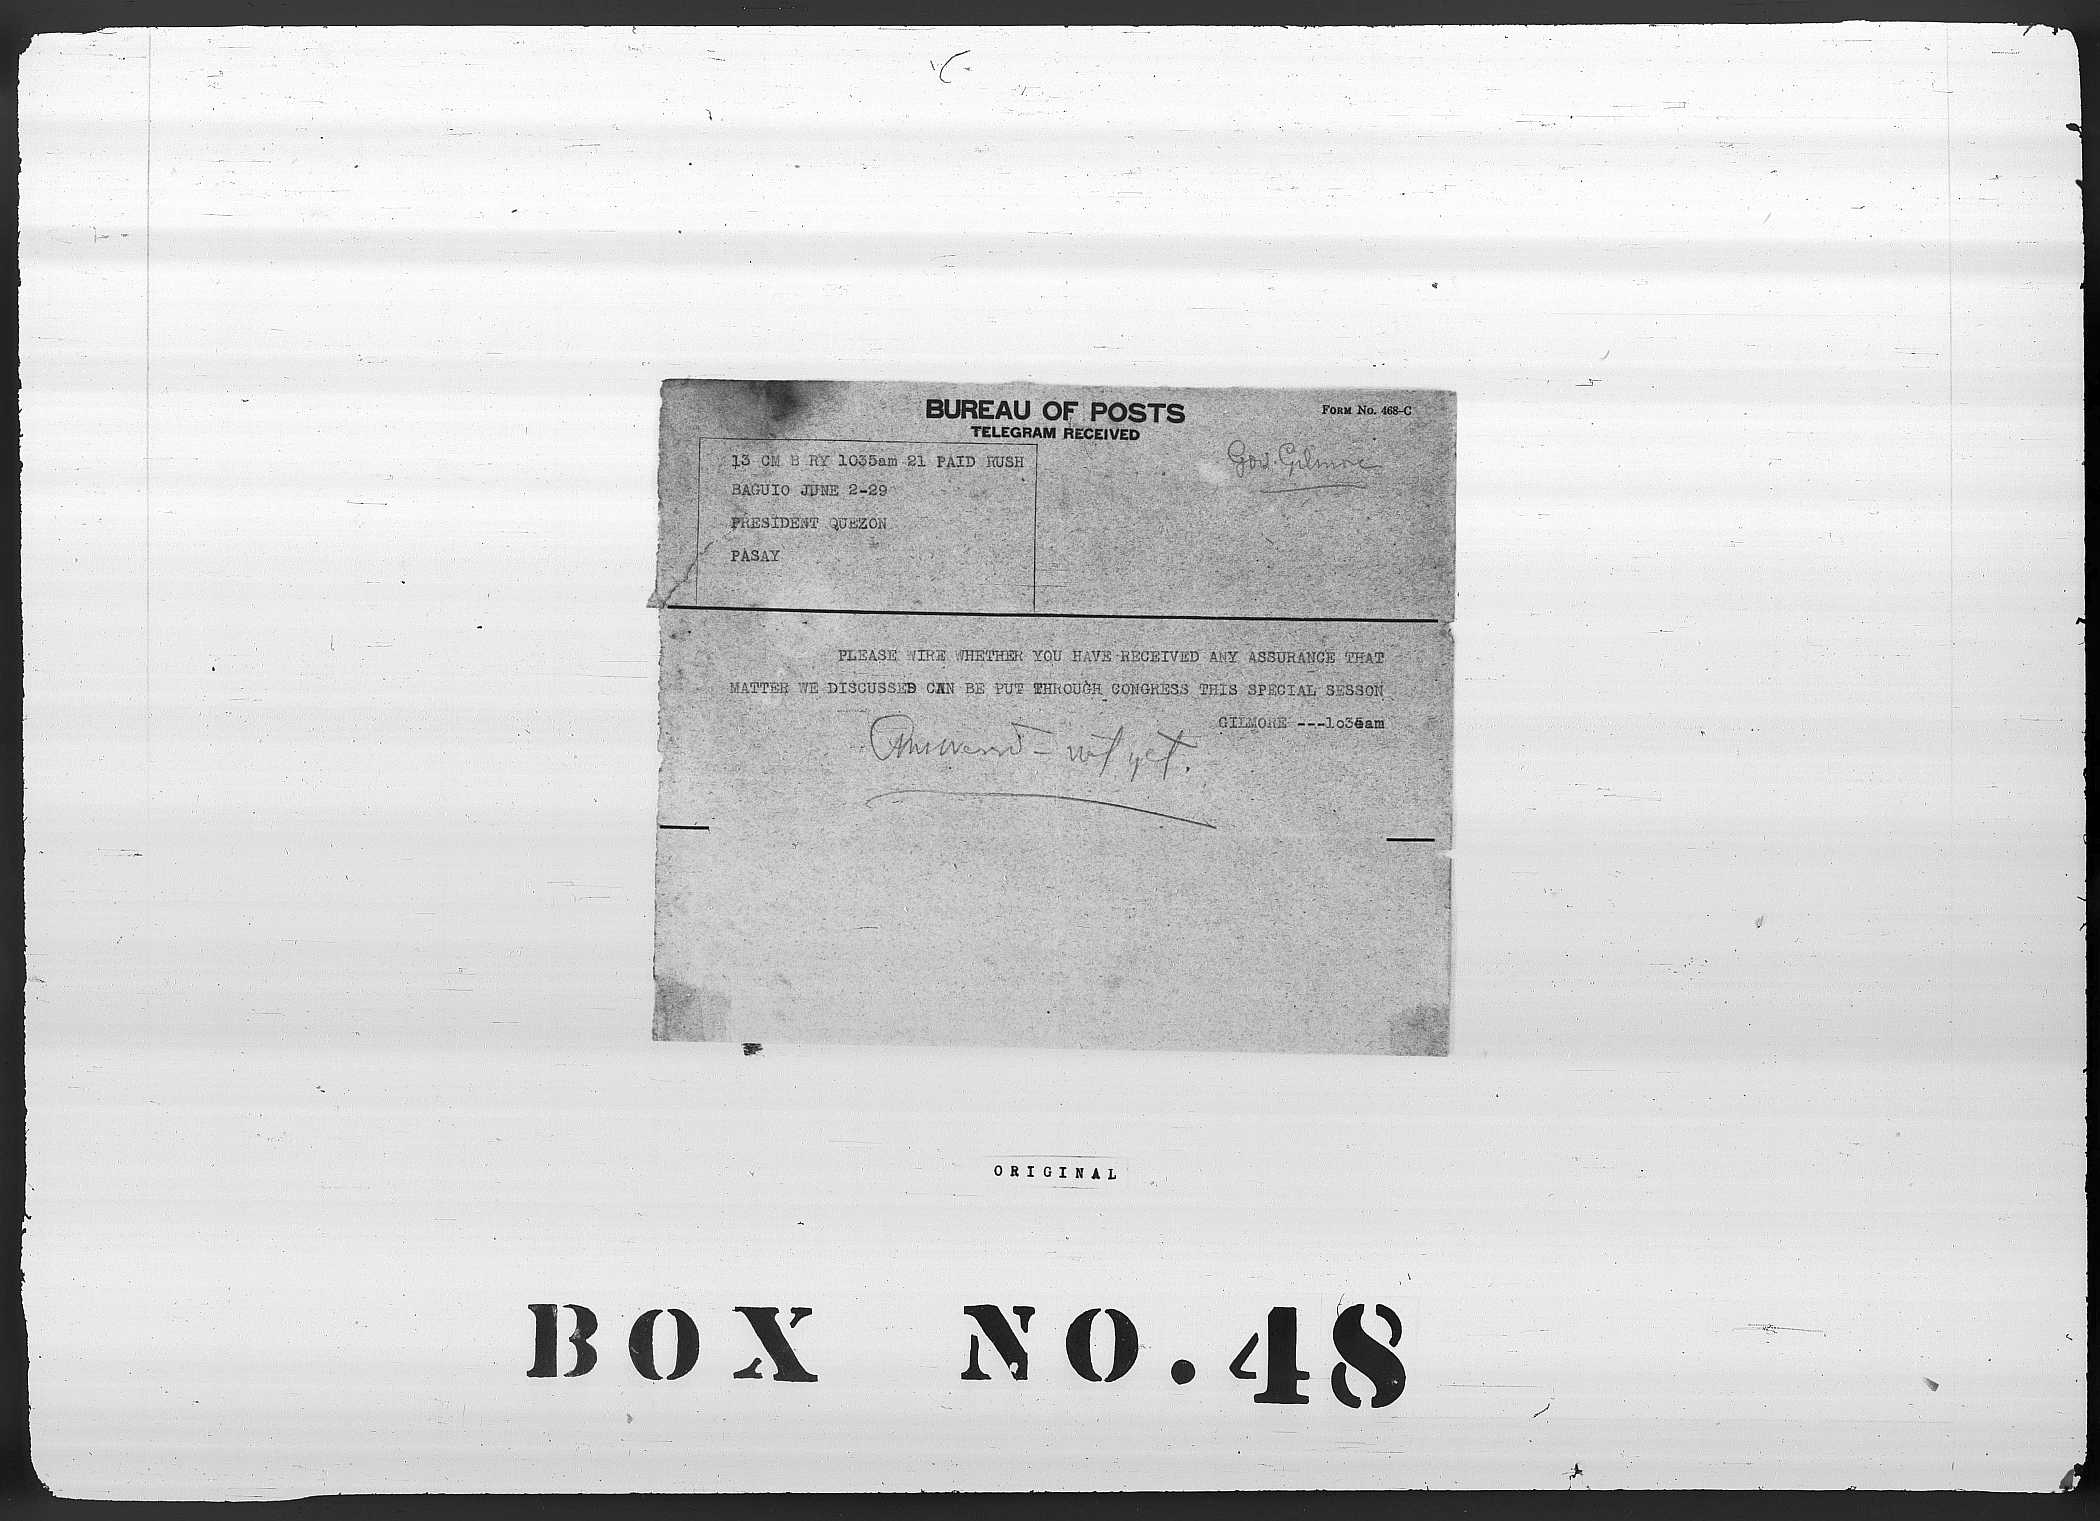 BUREAU OF POSTS
TELEGRAM RECEIVED
FORM NO. 468-C
Gov. Gilmore
13 CM B RY 1035am 21 PAID RUSH
BAGUIO JUNE 2-29
PRESIDENT QUEZON
PASAY
PLEASE WIRE WHETHER YOU HAVE RECEIVED ANY ASSURANCE THAT
MATTER WE DISCUSSED CAN BE PUT THROUGH CONGRESS THIS SPECIAL SESSON
GILMORE ---1035am
Answered - not yet.
ORIGINAL
BOX NO. 48